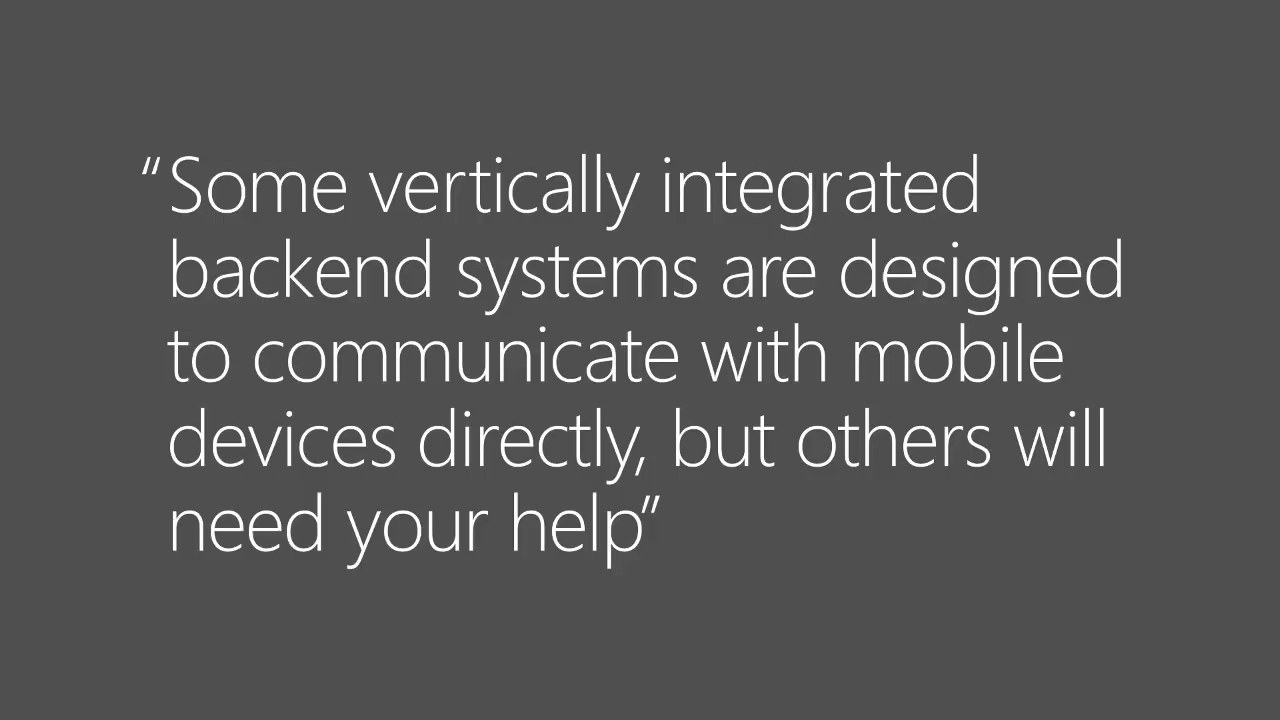 “Some vertically integrated
backend systems are designed
to communicate with mobile
devices directly, but others will
need your help”